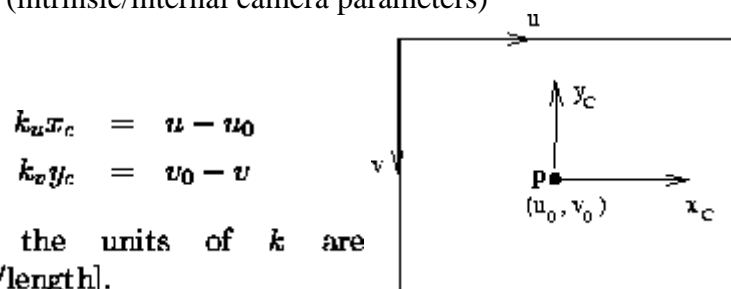 (intrinsic/internal camera parameters)
k_u x_c = u − u_0
k_v y_c = v_0 − v
the units of k are
/length].
u
v
y_C
p
(u_0, v_0)
x_C